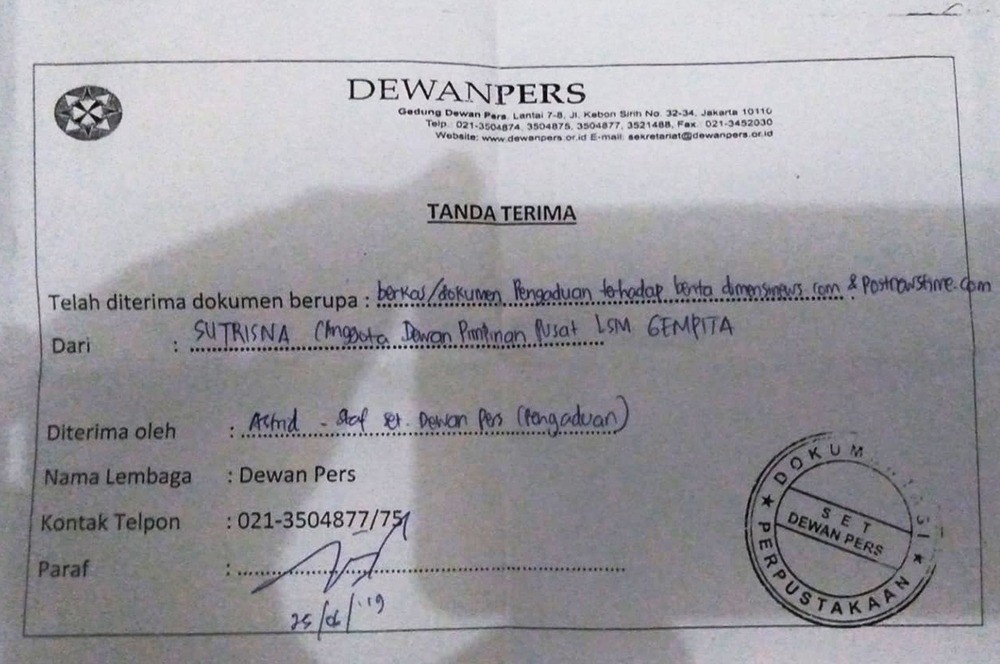 DEWANPERS
Gedung Dewan Pers, Lantai 7-8, Jl. Kebon Sirih No. 32-34, Jakarta 10110
Telp. 021-3504874, 3504875, 3504877, 3521488, Fax. 021-3452030
Website: www.dewanpers.or.id E-mail: sekretariat@dewanpers.or.id
TANDA TERIMA
Telah diterima dokumen berupa : berkas/dokumen Pengaduan terhadap berita dimensinews.com & Postnewstime.com
Dari : SUTRISNA (Anggota Dewan Pimpinan Pusat LSM GEMPITA
Diterima oleh : Astrid - Staf set. Dewan Pers (Pengaduan)
Nama Lembaga : Dewan Pers
Kontak Telpon : 021-3504877/75
Paraf :
25/06/'19
DOKUMENTASI
SET
DEWAN PERS
PERPUSTAKAAN